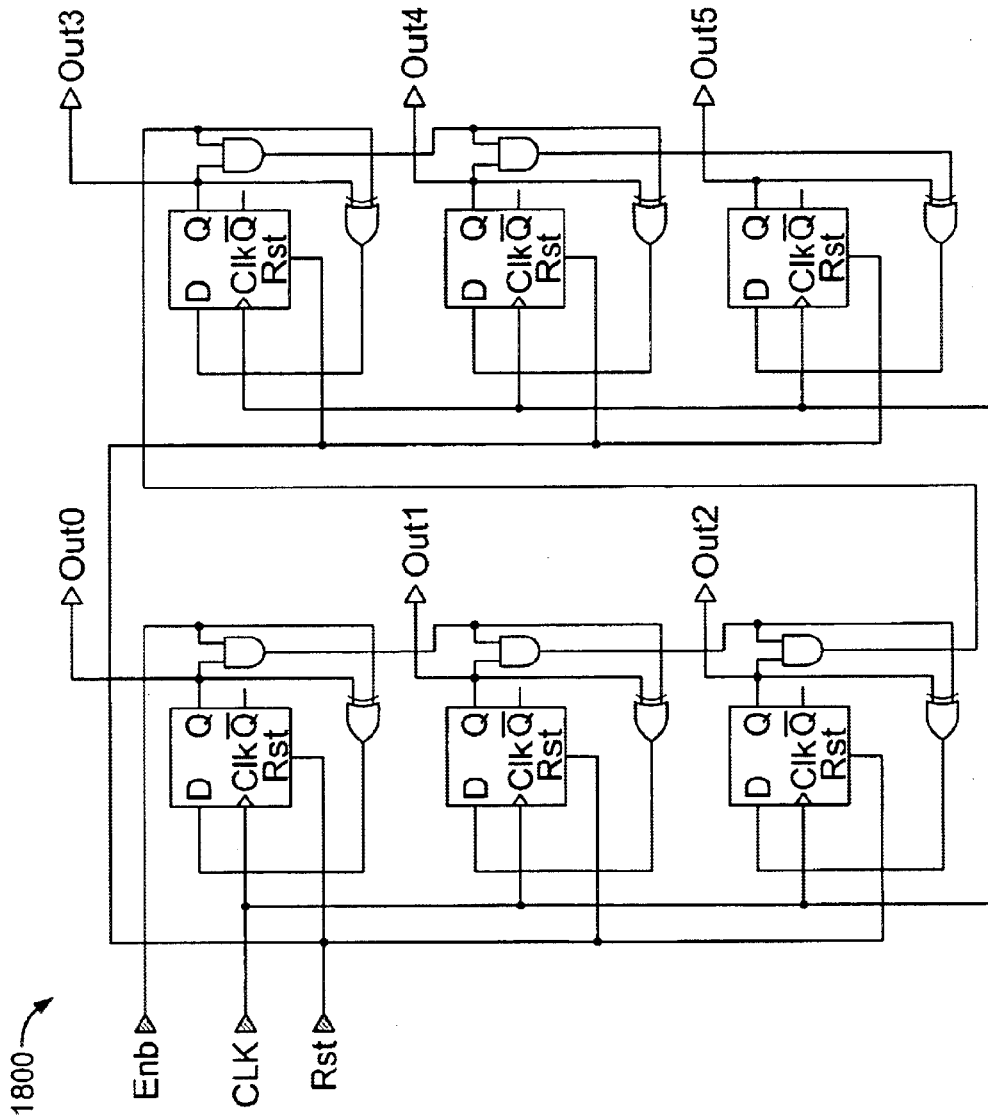 1800
Out0
Out3
Enb
D Q
D Q
CLK
Clk Q̅
Clk Q̅
Rst
Rst
Rst
Out1
Out4
D Q
D Q
Clk Q̅
Clk Q̅
Rst
Rst
Out2
Out5
D Q
D Q
Clk Q̅
Clk Q̅
Rst
Rst